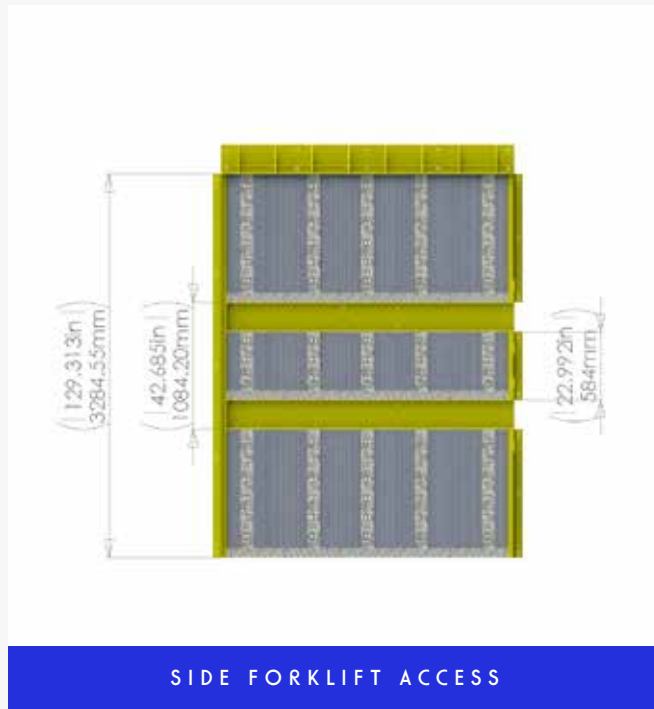 [129.313in]
3284.55mm
[42.685in]
1084.20mm
[22.992in]
584mm
SIDE FORKLIFT ACCESS